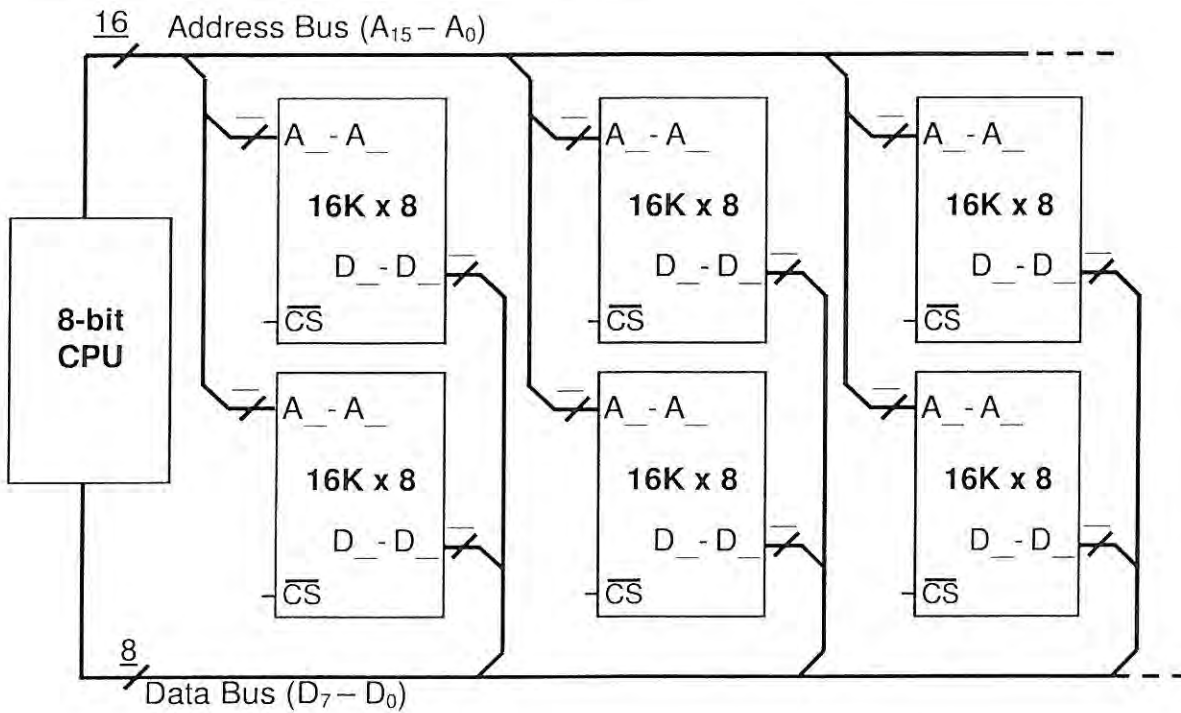 16 Address Bus (A₁₅ – A₀)
A_ - A_
16K x 8
D_ - D_
CS
A_ - A_
16K x 8
D_ - D_
CS
A_ - A_
16K x 8
D_ - D_
CS
8-bit
CPU
A_ - A_
16K x 8
D_ - D_
CS
A_ - A_
16K x 8
D_ - D_
CS
A_ - A_
16K x 8
D_ - D_
CS
8
Data Bus (D₇ – D₀)